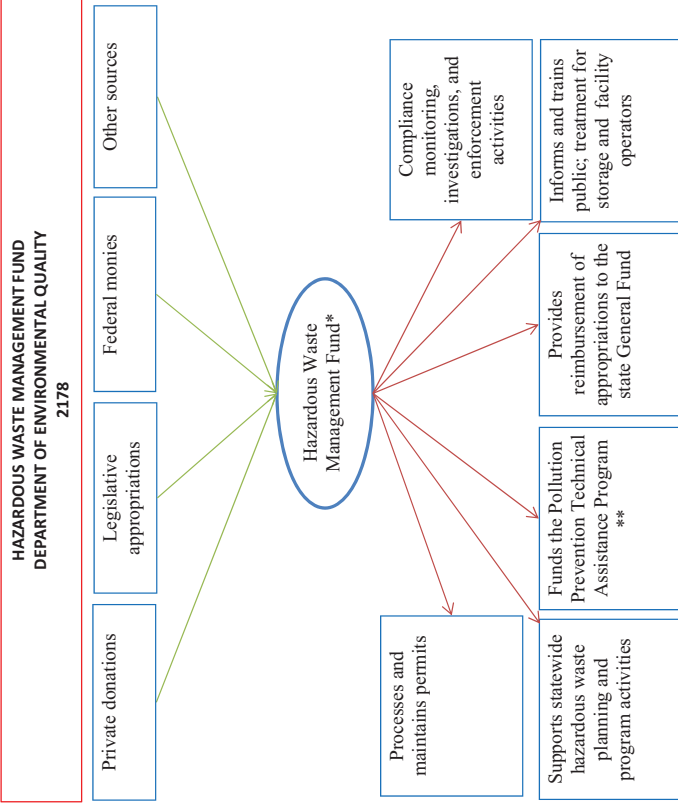 HAZARDOUS WASTE MANAGEMENT FUND
DEPARTMENT OF ENVIRONMENTAL QUALITY
2178
Private donations
Legislative
appropriations
Federal monies
Other sources
Hazardous Waste
Management Fund*
Processes and
maintains permits
Compliance
monitoring,
investigations, and
enforcement
activities
Supports statewide
hazardous waste
planning and
program activities
Funds the Pollution
Prevention Technical
Assistance Program
**
Provides
reimbursement of
appropriations to the
state General Fund
Informs and trains
public; treatment for
storage and facility
operators